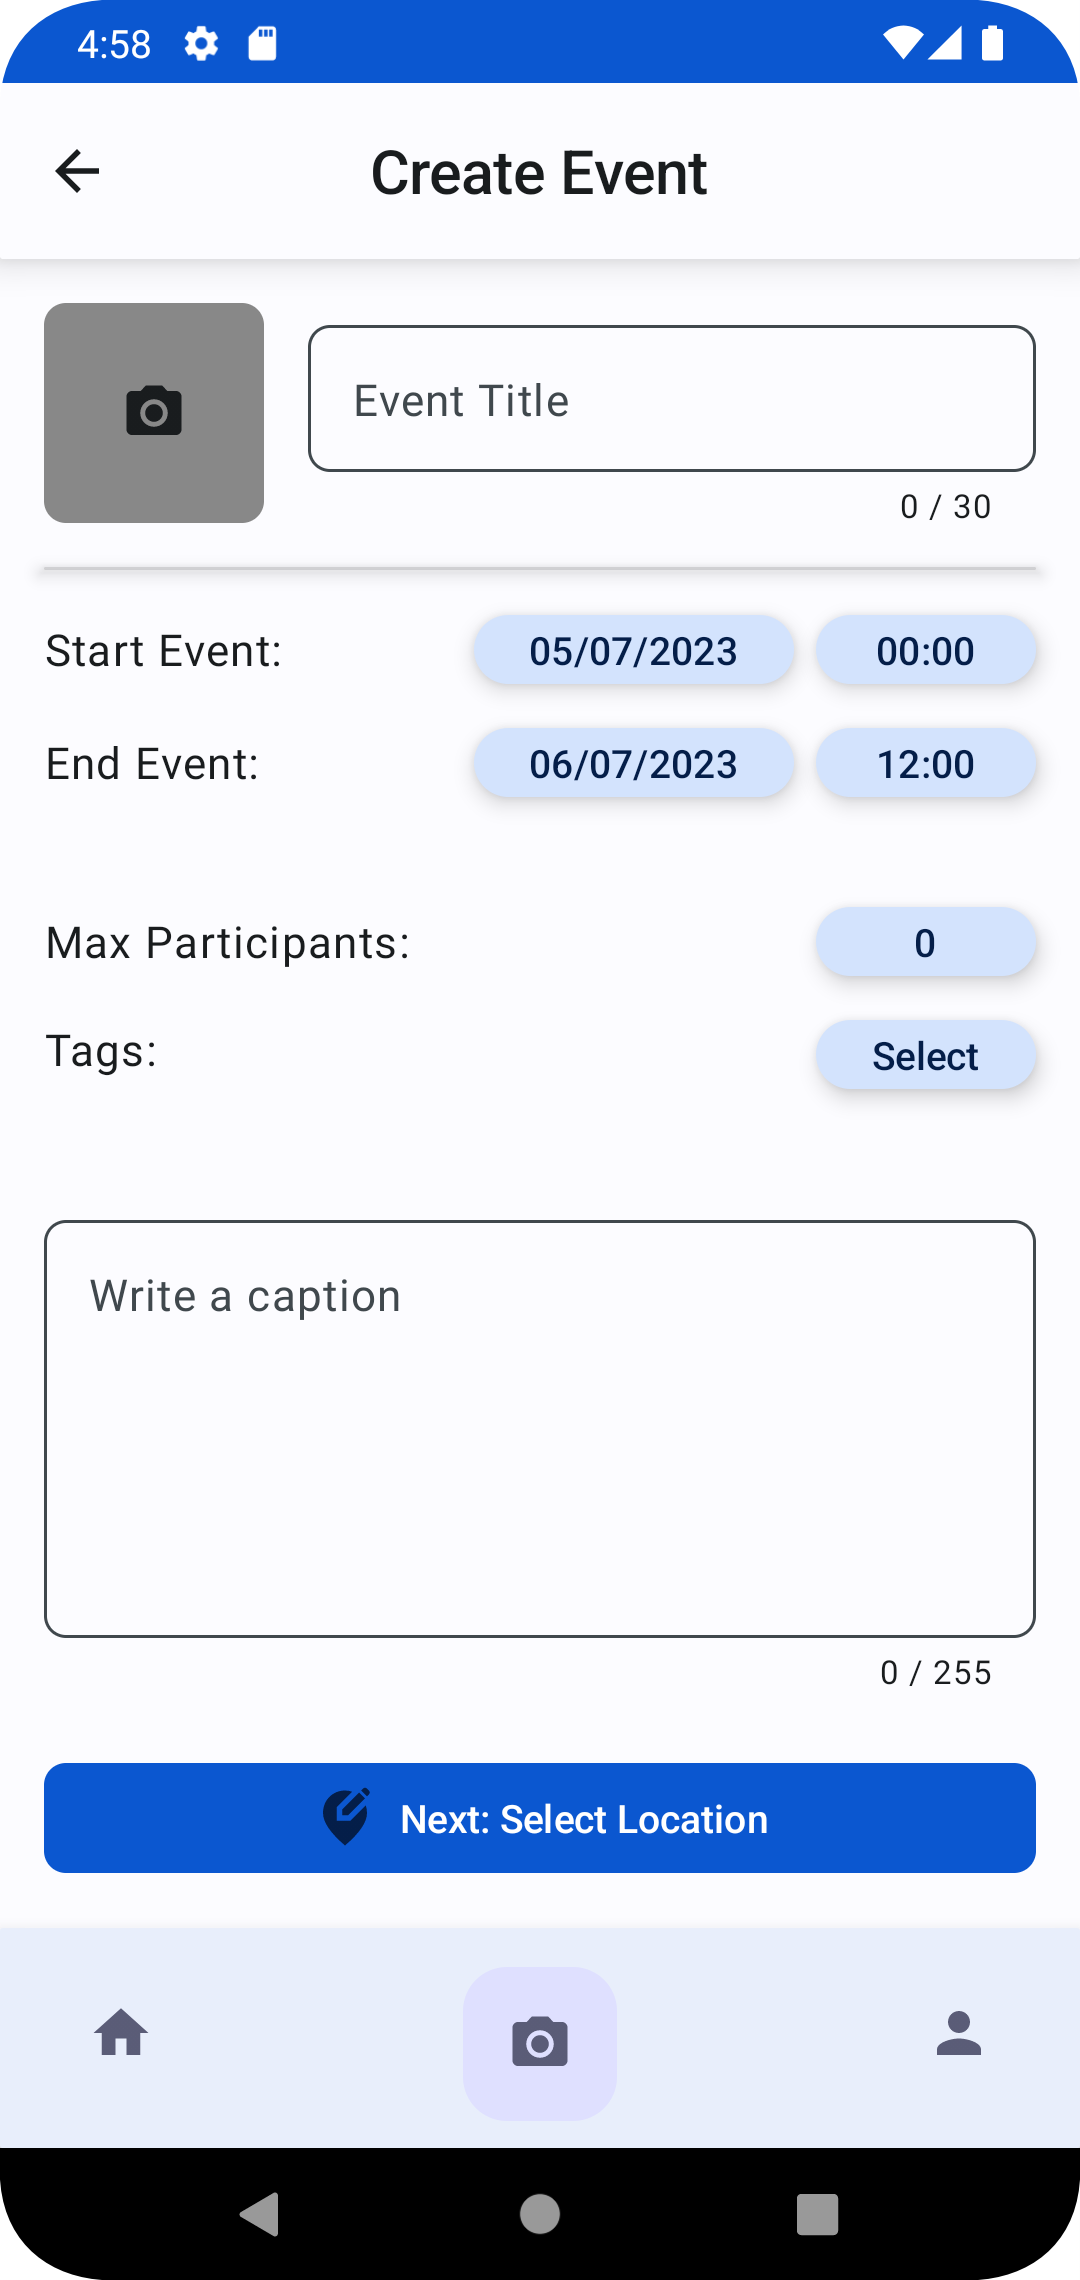 4:58
Create Event
Event Title
0 / 30
Start Event: 05/07/2023 00:00
End Event: 06/07/2023 12:00
Max Participants: 0
Tags: Select
Write a caption
0 / 255
Next: Select Location